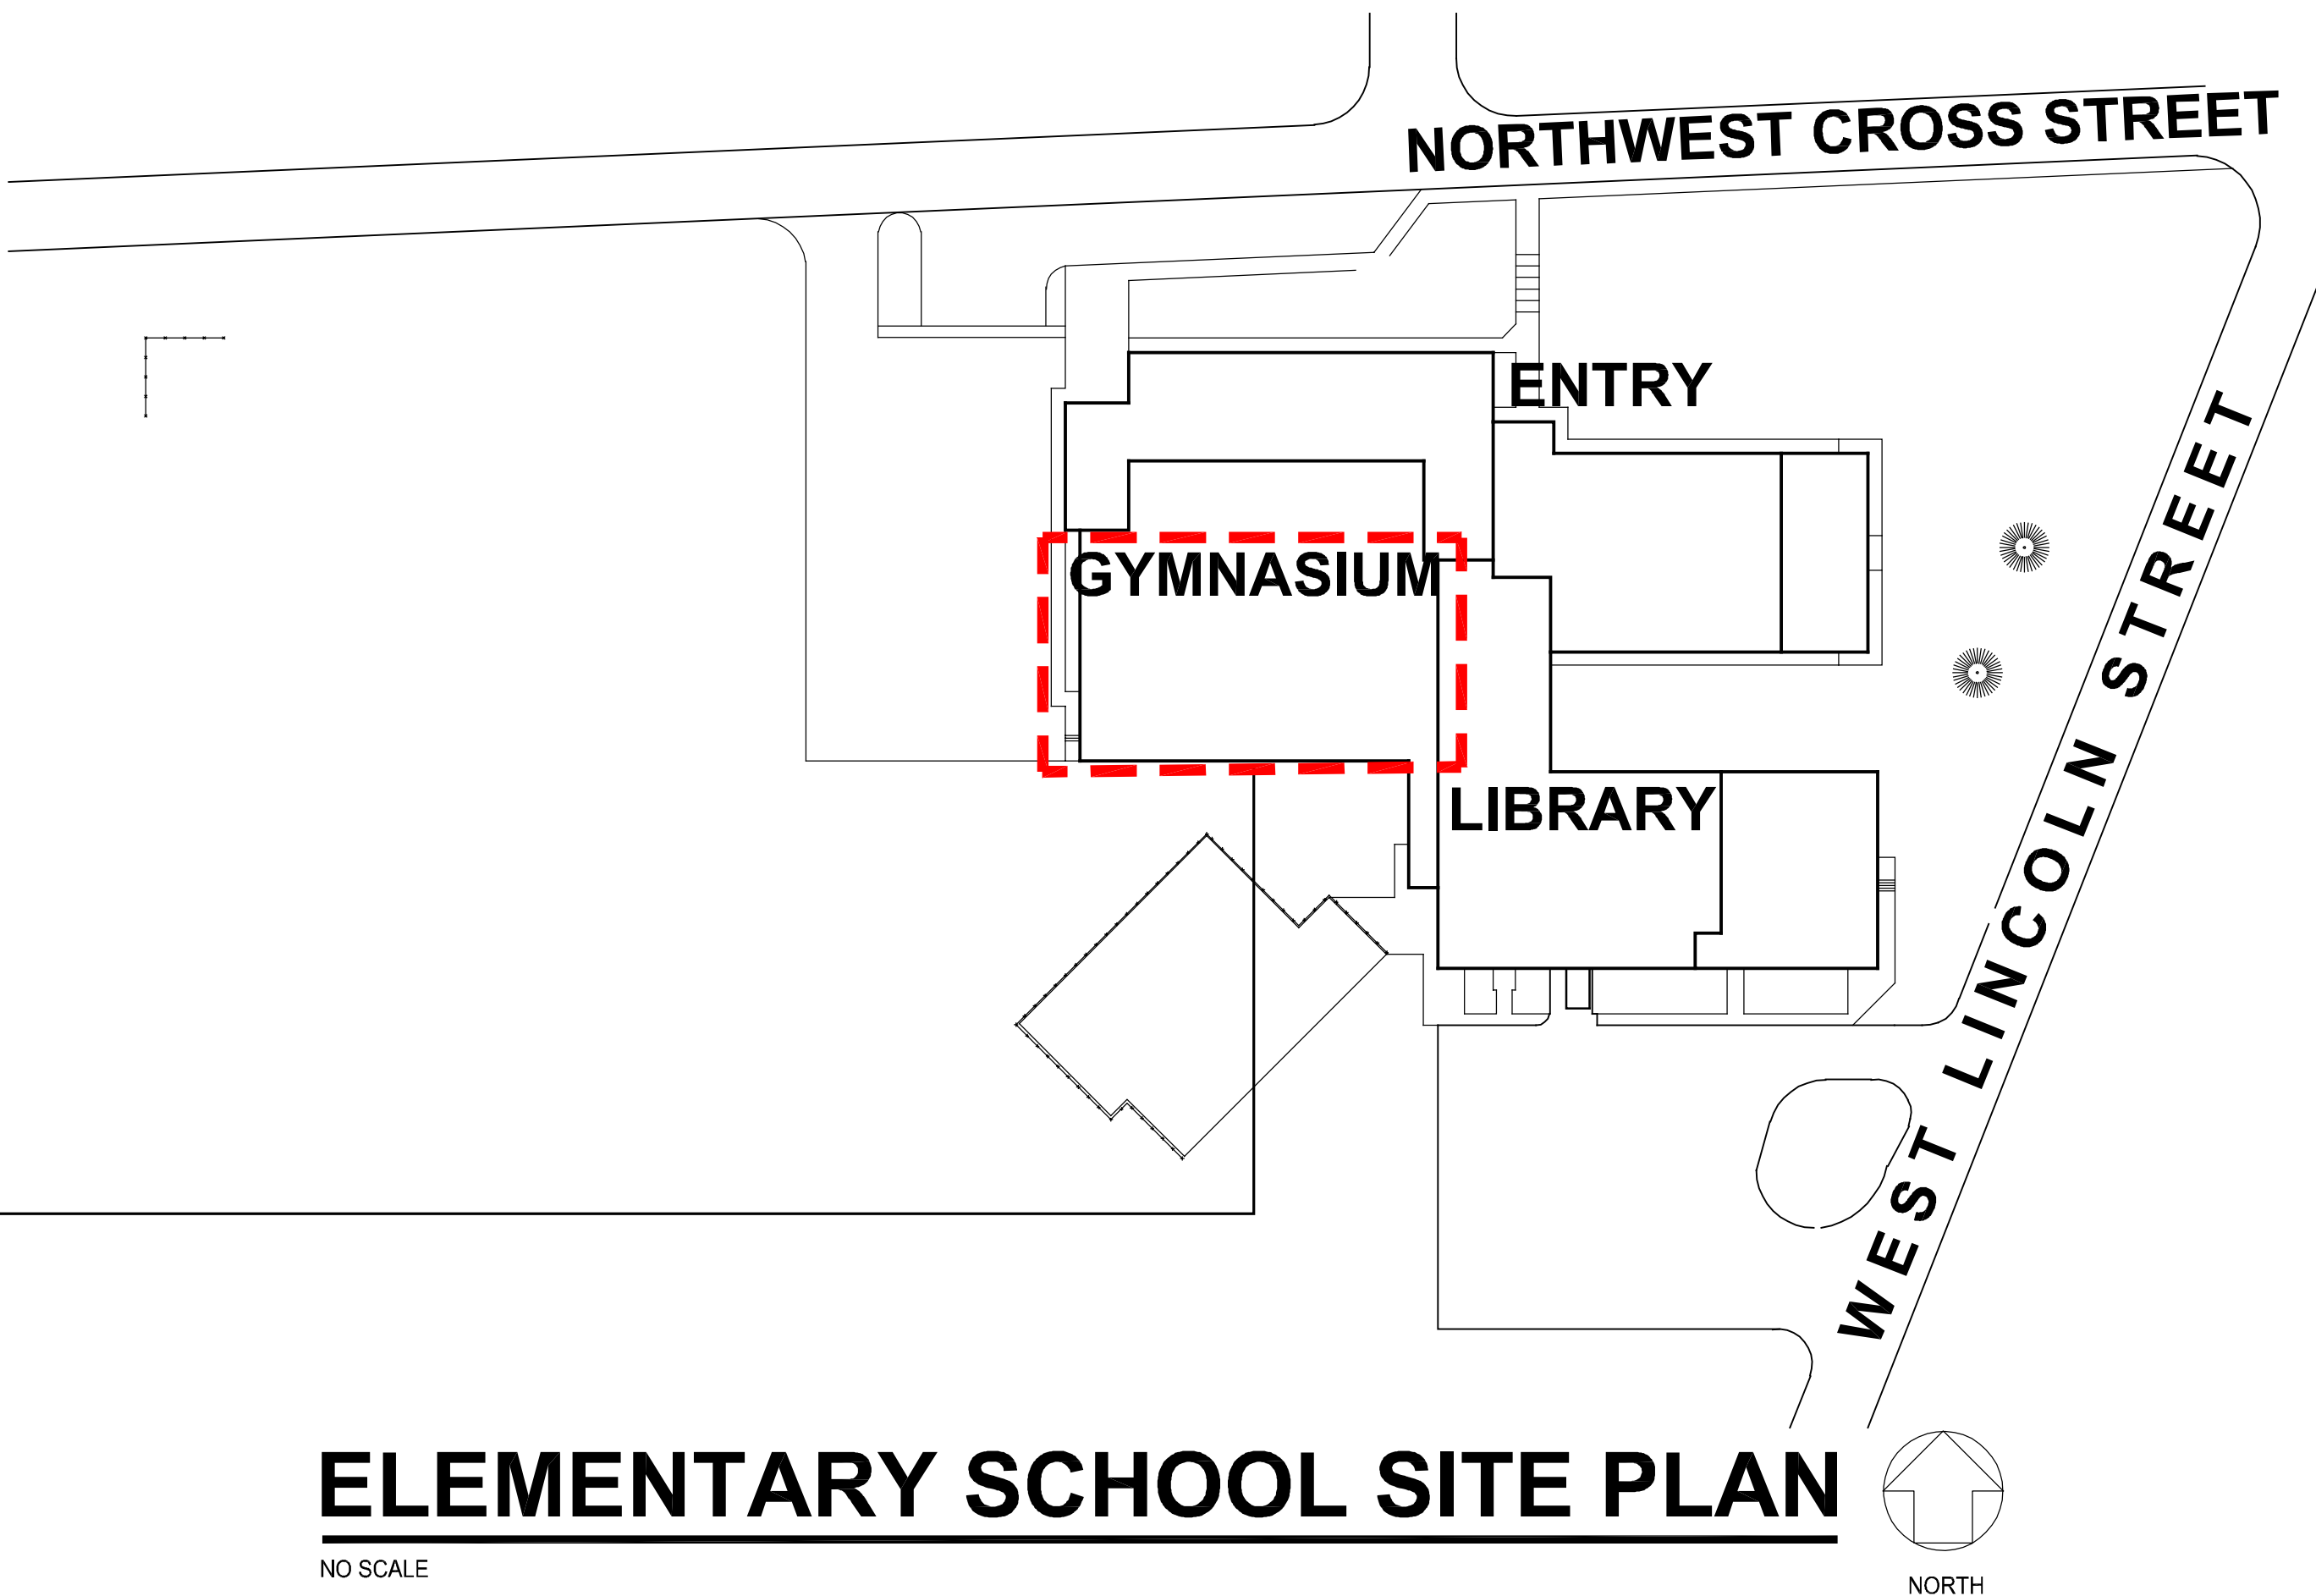 NORTHWEST CROSS STREET
ENTRY
GYMNASIUM
LIBRARY
WEST LINCOLN STREET
ELEMENTARY SCHOOL SITE PLAN
NO SCALE
NORTH